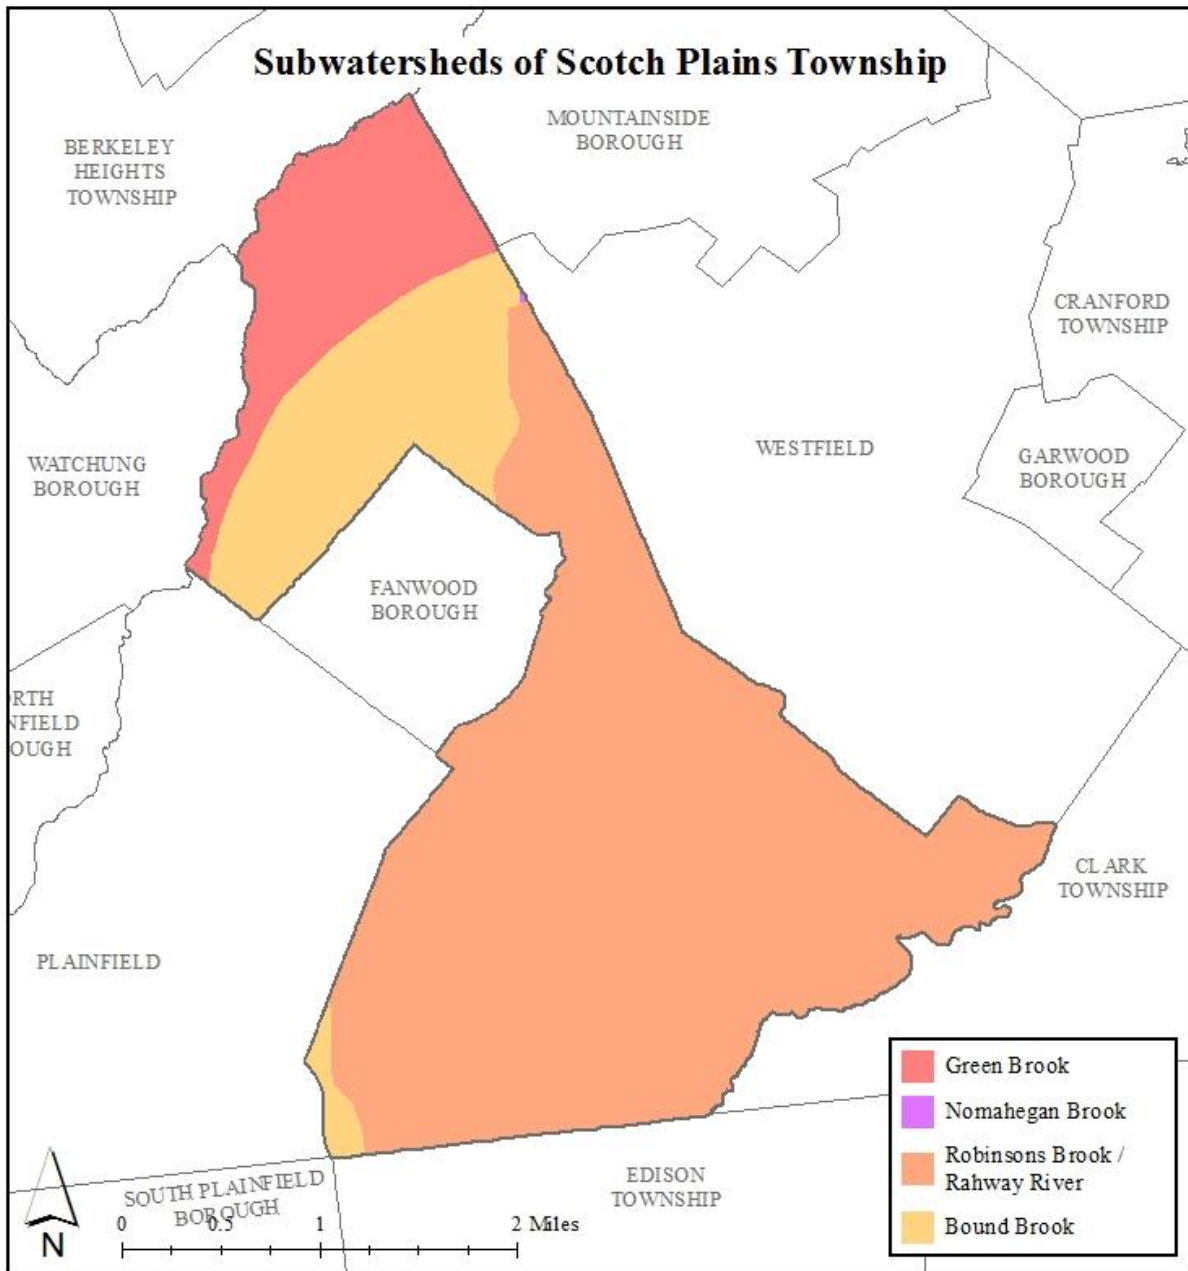 Subwatersheds of Scotch Plains Township
MOUNTAINSIDE
BOROUGH
BERKELEY
HEIGHTS
TOWNSHIP
CRANFORD
TOWNSHIP
WESTFIELD
WATCHUNG
BOROUGH
GARWOOD
BOROUGH
FANWOOD
BOROUGH
ORTH
NFIELD
OUGH
CLARK
TOWNSHIP
PLAINFIELD
Green Brook
Nomahegan Brook
Robinsons Brook /
Rahway River
Bound Brook
EDISON
TOWNSHIP
SOUTH PLAINFIELD
BOROUGH
0 0.5 1 2 Miles
N